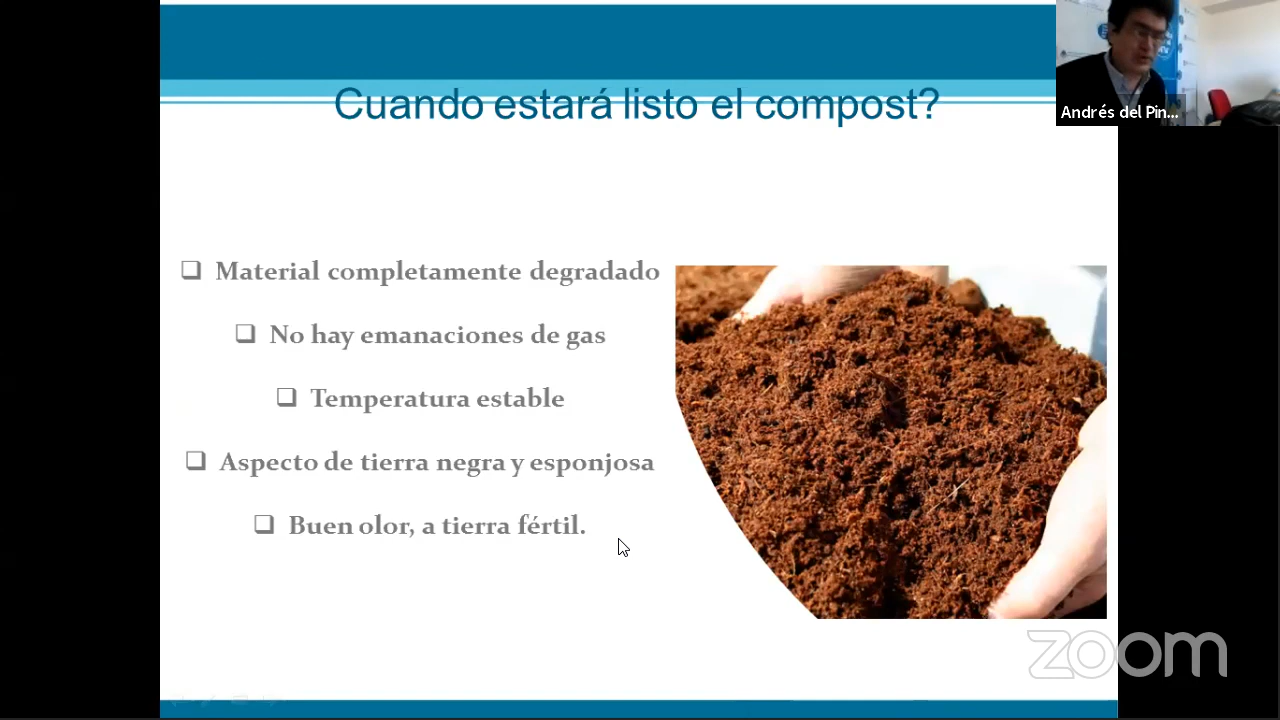 Cuando estará listo el compost?
Andrés del Pin...
❑ Material completamente degradado
❑ No hay emanaciones de gas
❑ Temperatura estable
❑ Aspecto de tierra negra y esponjosa
❑ Buen olor, a tierra fértil.
zoom